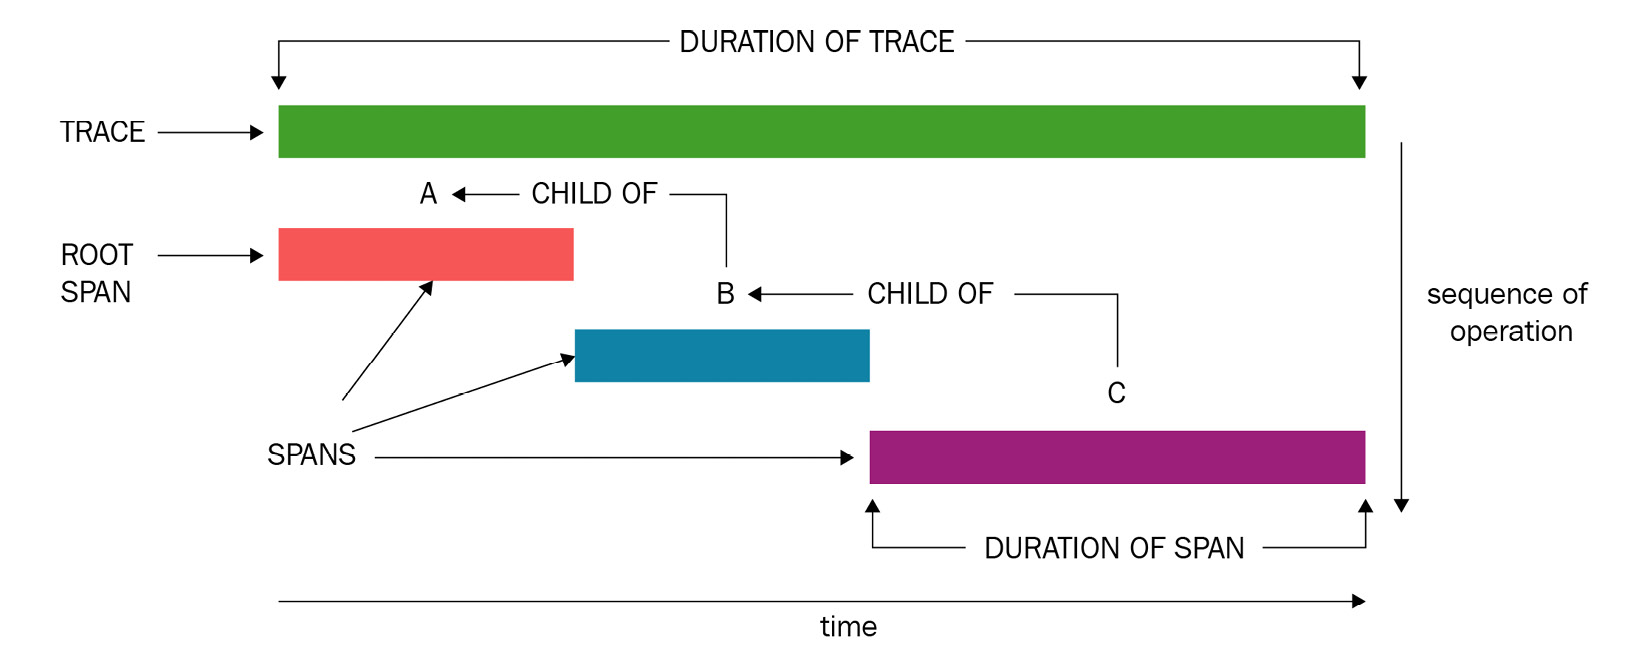 DURATION OF TRACE
TRACE
A
CHILD OF
ROOT
SPAN
B
CHILD OF
sequence of
operation
C
SPANS
DURATION OF SPAN
time